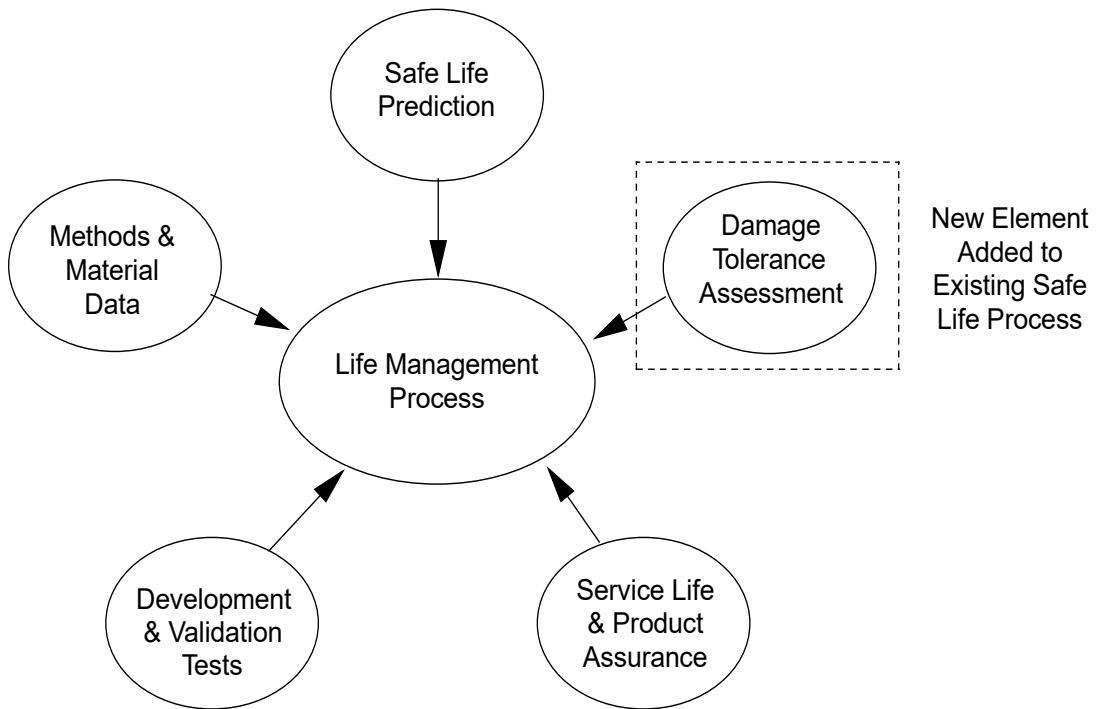 Safe Life
Prediction
Methods &
Material
Data
Damage
Tolerance
Assessment
New Element
Added to
Existing Safe
Life Process
Life Management
Process
Development
& Validation
Tests
Service Life
& Product
Assurance